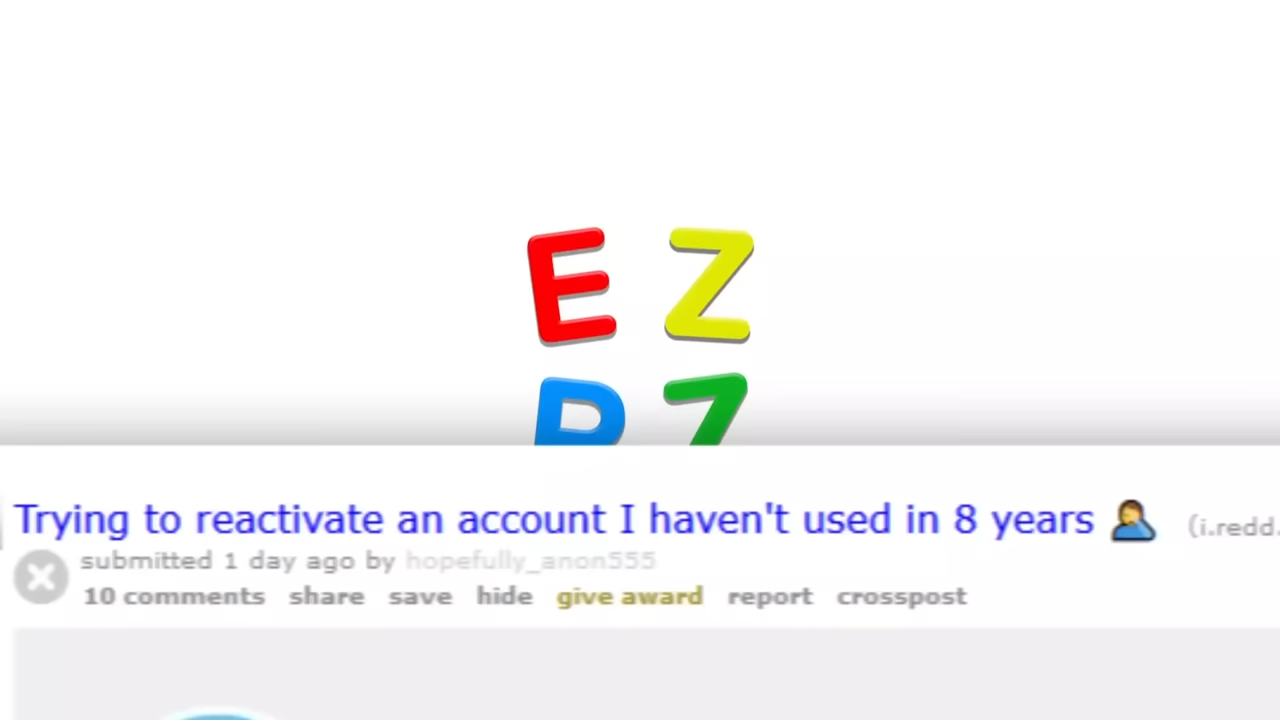 E Z
P Z
Trying to reactivate an account I haven't used in 8 years 🤦 (i.redd.
submitted 1 day ago by hopefully_anon555
10 comments share save hide give award report crosspost